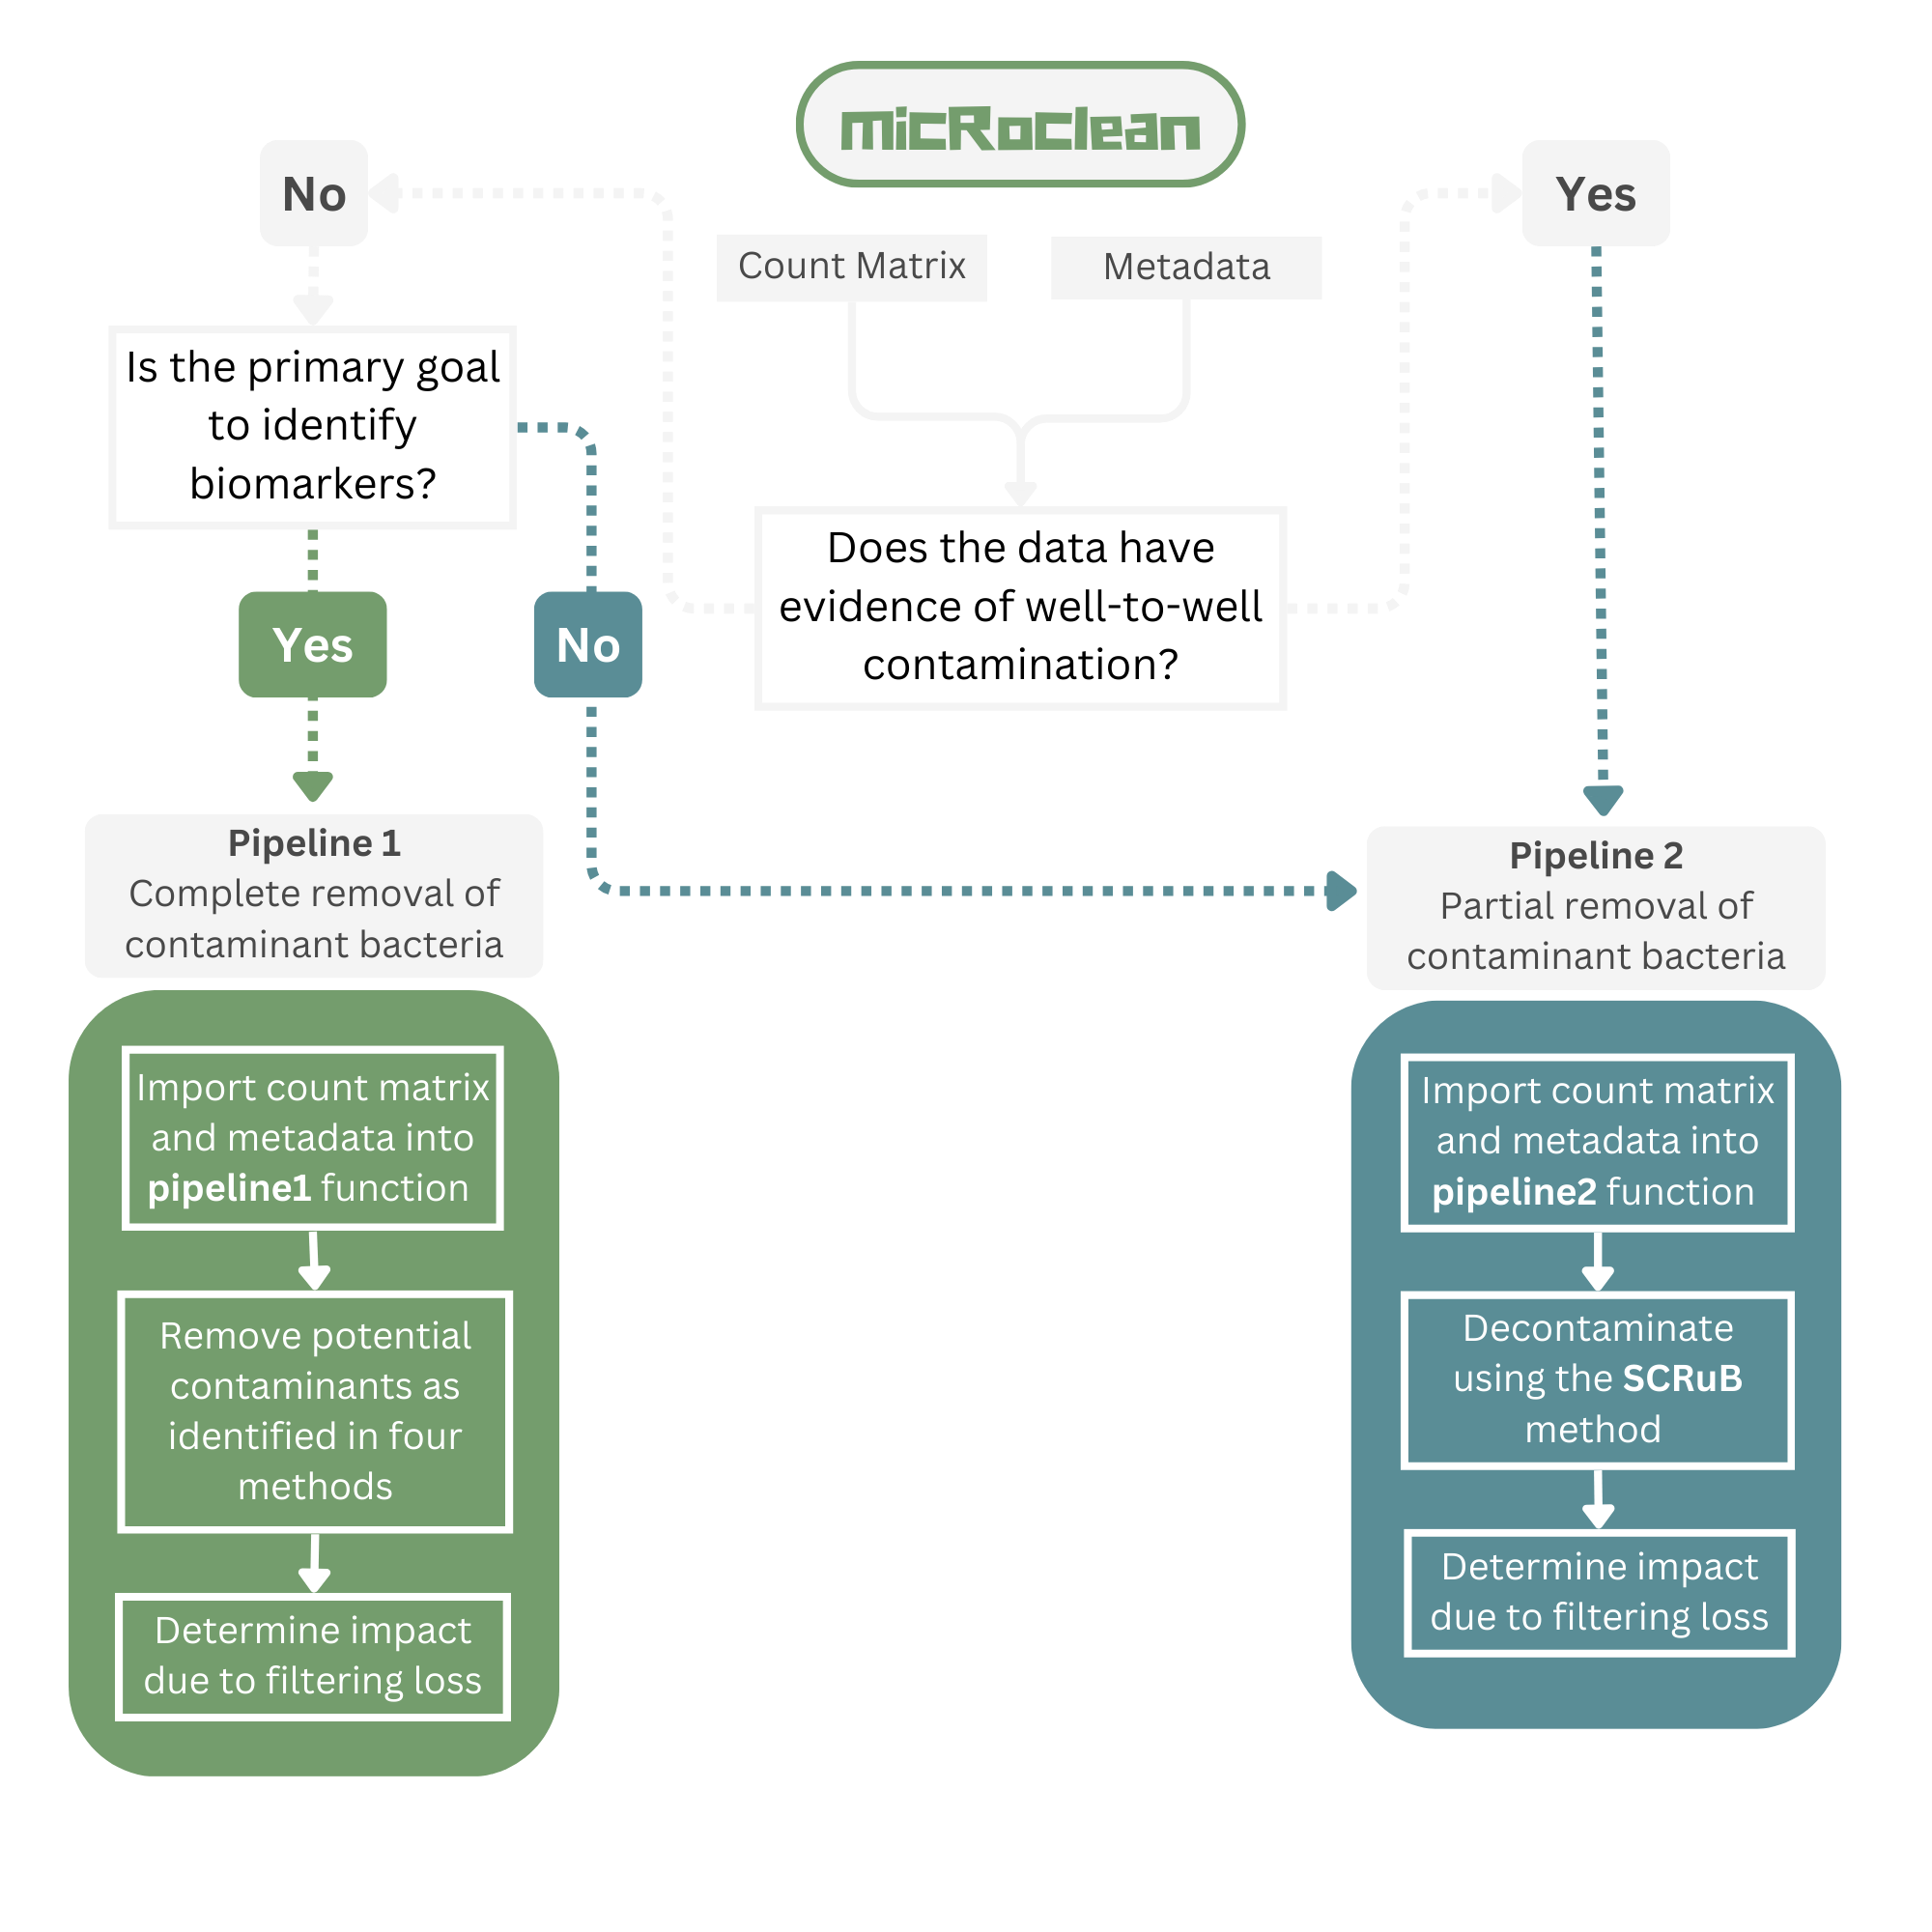 micRoclean
Count Matrix
Metadata
Does the data have
evidence of well-to-well
contamination?
No
Is the primary goal
to identify
biomarkers?
Yes
No
Yes
Pipeline 1
Complete removal of
contaminant bacteria
Import count matrix
and metadata into
pipeline1 function
Remove potential
contaminants as
identified in four
methods
Determine impact
due to filtering loss
Pipeline 2
Partial removal of
contaminant bacteria
Import count matrix
and metadata into
pipeline2 function
Decontaminate
using the SCRuB
method
Determine impact
due to filtering loss